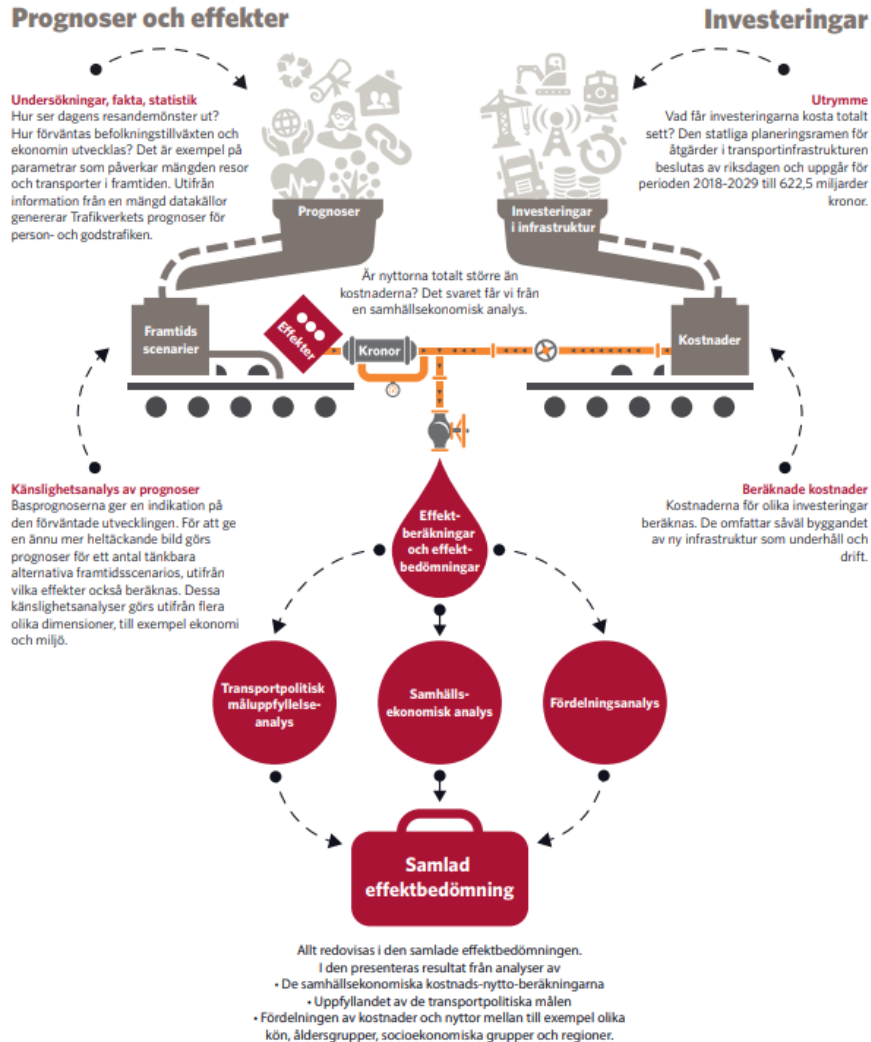 Prognoser och effekter
Investeringar
Undersökningar, fakta, statistik
Hur ser dagens resandemönster ut?
Hur förväntas befolkningstillväxten och
ekonomin utvecklas? Det är exempel på
parametrar som påverkar mängden resor
och transporter i framtiden. Utifrån
information från en mängd datakällor
genererar Trafikverkets prognoser för
person- och godstrafiken.
Utrymme
Vad får investeringarna kosta totalt
sett? Den statliga planeringsramen för
åtgärder i transportinfrastrukturen
beslutas av riksdagen och uppgår för
perioden 2018-2029 till 622,5 miljarder
kronor.
Prognoser
Investeringar
i infrastruktur
Är nyttorna totalt större än
kostnaderna? Det svaret får vi från
en samhällsekonomisk analys.
Framtids
scenarier
Effekter
Kronor
Kostnader
Känslighetsanalys av prognoser
Basprognoserna ger en indikation på
den förväntade utvecklingen. För att ge
en ännu mer heltäckande bild görs
prognoser för ett antal tänkbara
alternativa framtidsscenarios, utifrån
vilka effekter också beräknas. Dessa
känslighetsanalyser görs utifrån flera
olika dimensioner, till exempel ekonomi
och miljö.
Beräknade kostnader
Kostnaderna för olika investeringar
beräknas. De omfattar såväl byggandet
av ny infrastruktur som underhåll och
drift.
Effekt-
beräkningar
och effekt-
bedömningar
Transportpolitisk
måluppfyllelse-
analys
Samhälls-
ekonomisk analys
Fördelningsanalys
Samlad
effektbedömning
Allt redovisas i den samlade effektbedömningen.
I den presenteras resultat från analyser av
• De samhällsekonomiska kostnads-nytto-beräkningarna
• Uppfyllandet av de transportpolitiska målen
• Fördelningen av kostnader och nyttor mellan till exempel olika
kön, åldersgrupper, socioekonomiska grupper och regioner.